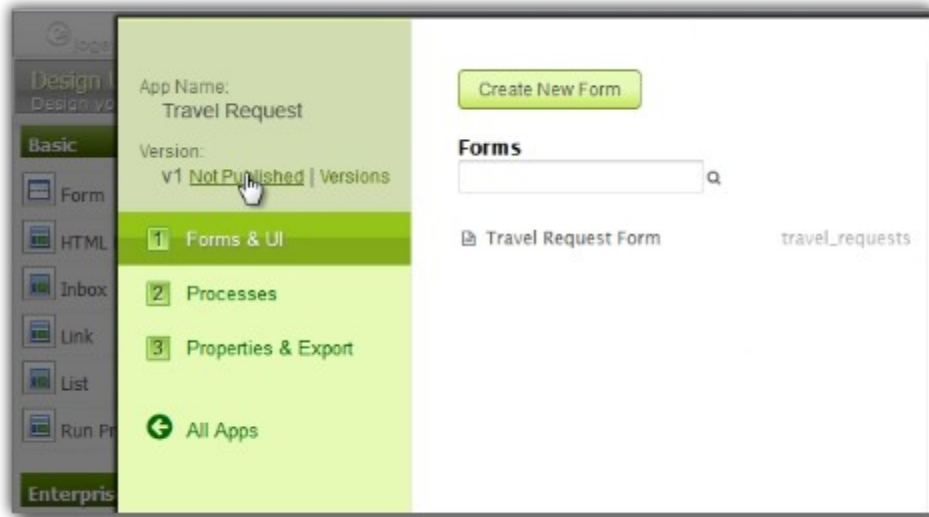 Design
Design yo
Basic
Form
HTML
Inbox
Link
List
Run Pr
Enterpris
App Name:
Travel Request
Version:
v1 Not Published | Versions
1 Forms & UI
2 Processes
3 Properties & Export
All Apps
Create New Form
Forms
Travel Request Form travel_requests